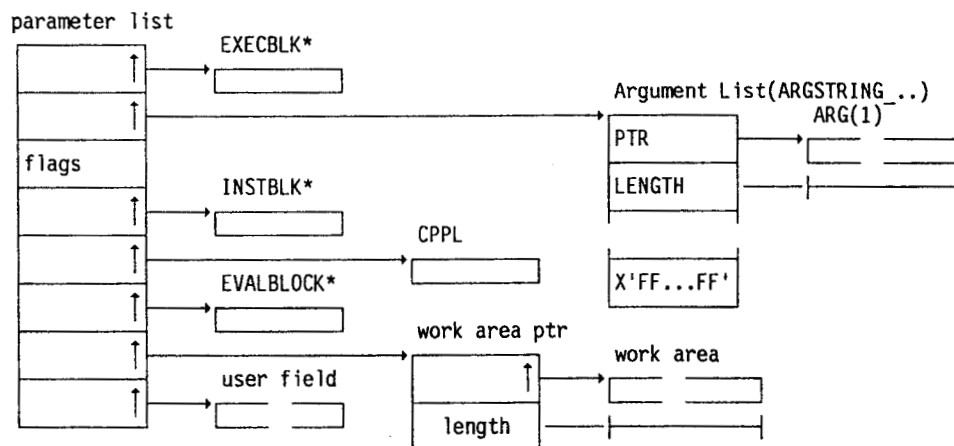 parameter list
EXECBLK*
Argument List(ARGSTRING_..)
ARG(1)
PTR
flags
LENGTH
INSTBLK*
CPPL
X'FF...FF'
EVALBLOCK*
work area ptr
work area
user field
length